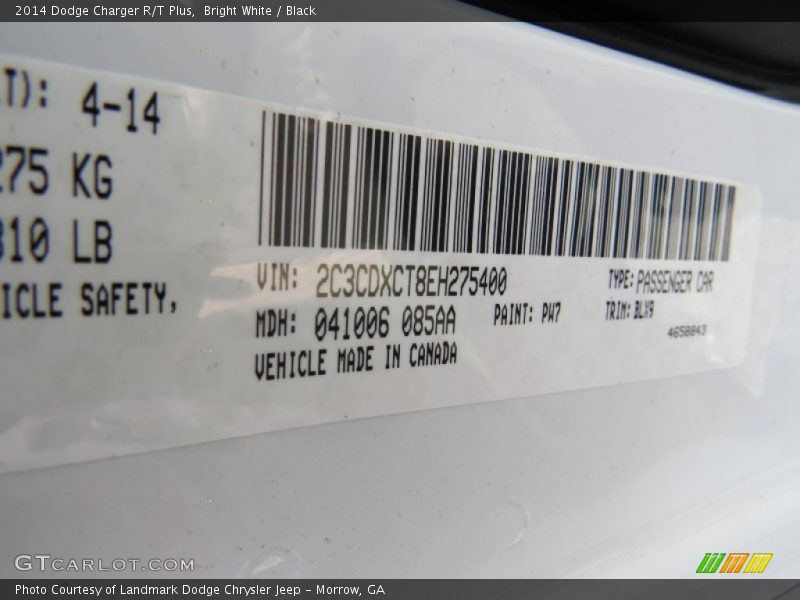 2014 Dodge Charger R/T Plus, Bright White / Black
T): 4-14
275 KG
310 LB
ICLE SAFETY,
VIN: 2C3CDXCT8EH275400
TYPE: PASSENGER CAR
MDH: 041006 085AA
PAINT: PW7
TRIM: BLX9
4658843
VEHICLE MADE IN CANADA
GTCARLOT.COM
Photo Courtesy of Landmark Dodge Chrysler Jeep - Morrow, GA